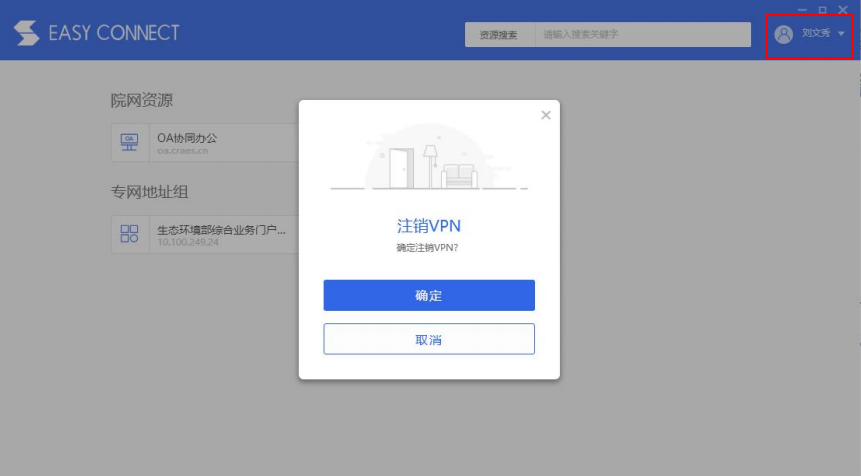 EASY CONNECT
资源搜索
请输入搜索关键字
刘文秀
院网资源
OA
OA协同办公
oa.craes.cn
专网地址组
生态环境部综合业务门户...
10.100.249.24
注销VPN
确定注销VPN?
确定
取消